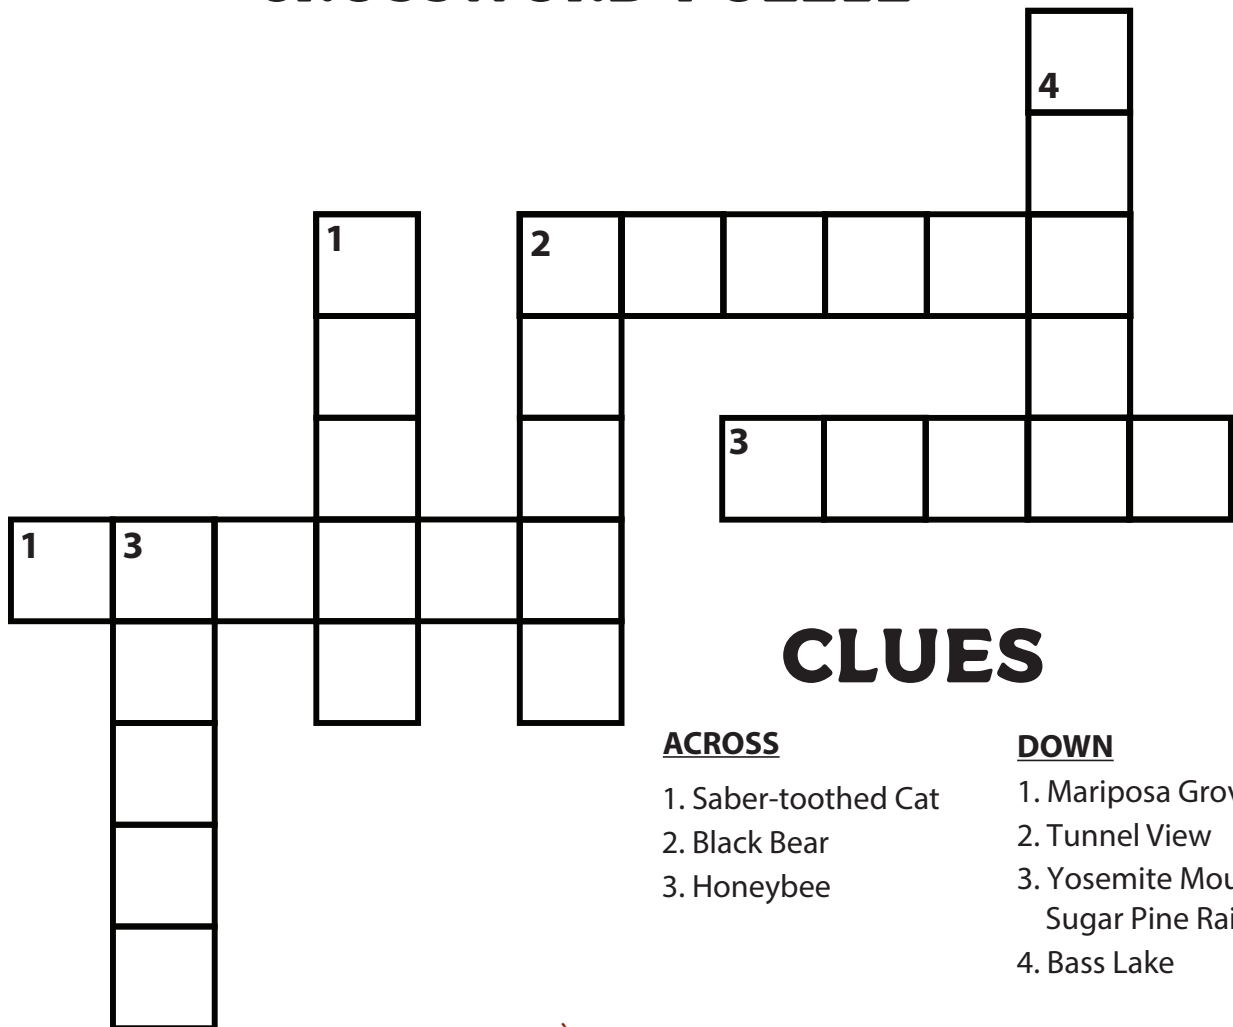 4
1
2
3
1
3
CLUES
ACROSS
1. Saber-toothed Cat
2. Black Bear
3. Honeybee
DOWN
1. Mariposa
2. Tunnel View
3. Yosemite
Sugar Pine
4. Bass Lake